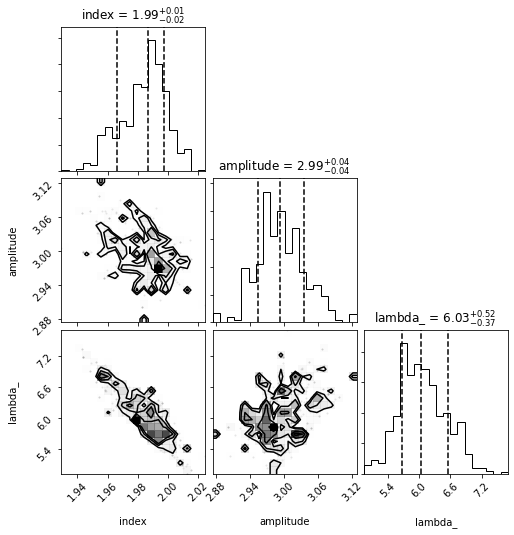 index = 1.99+0.01 −0.02
amplitude = 2.99+0.04 −0.04
3.12
3.06
3.00
2.94
2.88
amplitude
lambda_ = 6.03+0.52 −0.37
7.2
6.6
6.0
5.4
lambda_
1.94 1.96 1.98 2.00 2.02 2.88 2.94 3.00 3.06 3.12 5.4 6.0 6.6 7.2
index amplitude lambda_